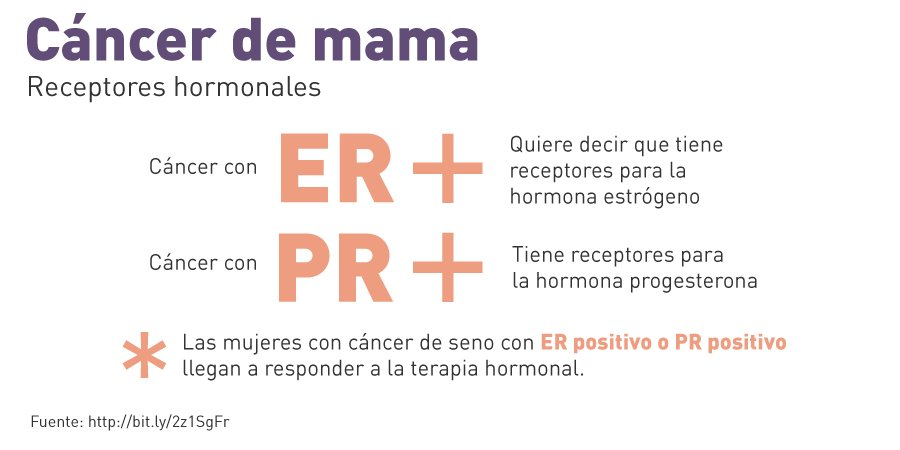 Cáncer de mama
Receptores hormonales
Cáncer con ER+ Quiere decir que tiene
receptores para la
hormona estrógeno
Cáncer con PR+ Tiene receptores para
la hormona progesterona
* Las mujeres con cáncer de seno con ER positivo o PR positivo
llegan a responder a la terapia hormonal.
Fuente: http://bit.ly/2z1SgFr